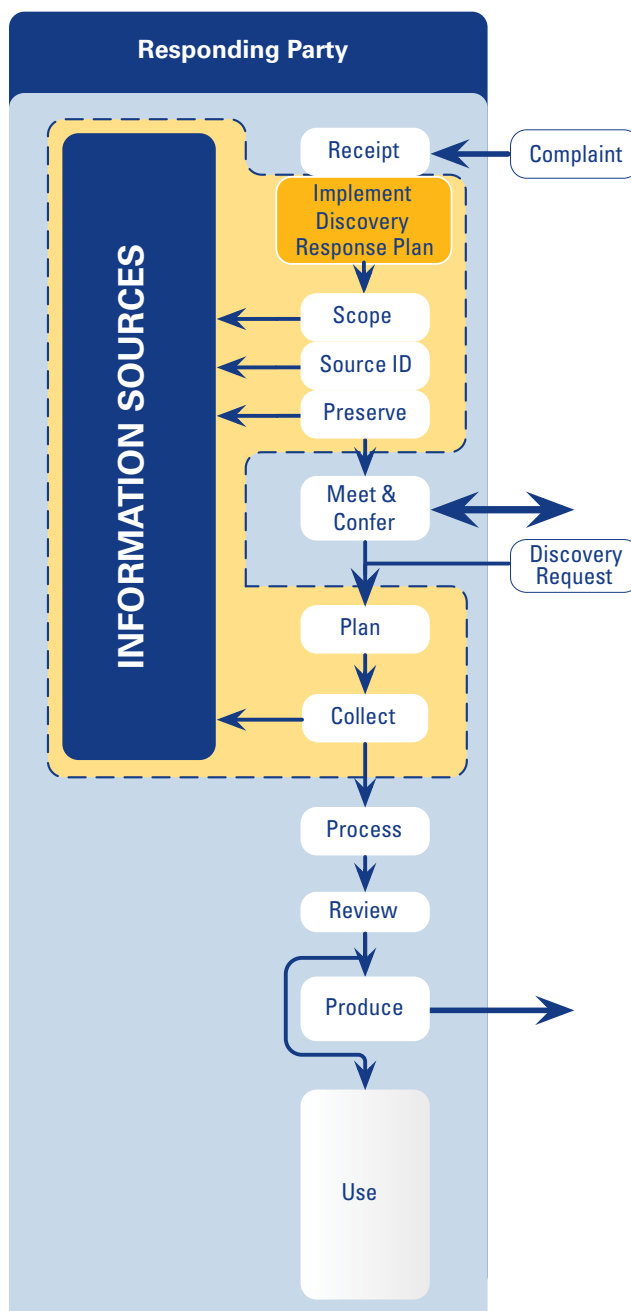 Responding Party
Receipt
Complaint
Implement
Discovery
Response Plan
INFORMATION SOURCES
Scope
Source ID
Preserve
Meet &
Confer
Discovery
Request
Plan
Collect
Process
Review
Produce
Use